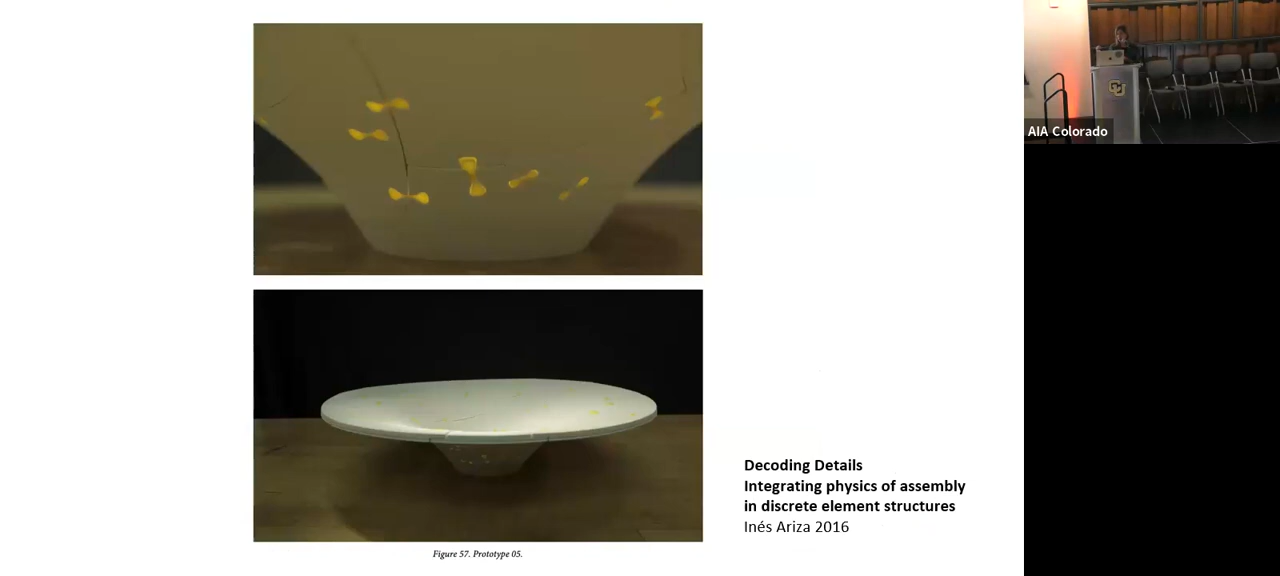 AIA Colorado
Decoding Details
Integrating physics of assembly
in discrete element structures
Inés Ariza 2016
Figure 57. Prototype 05.
CU